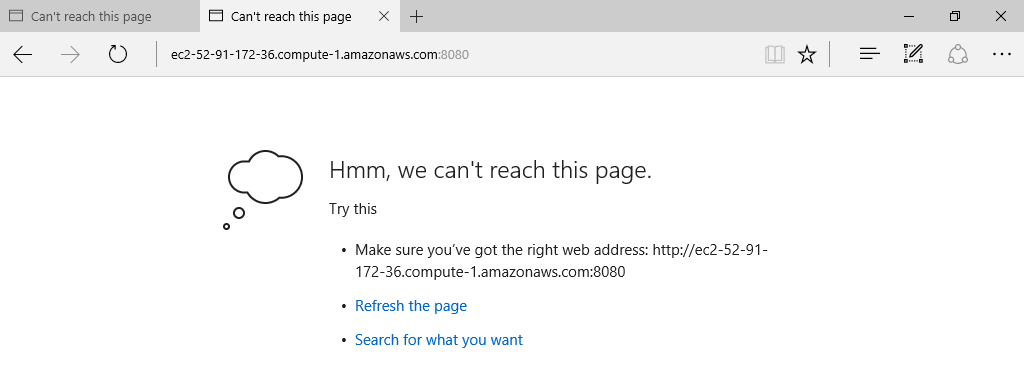 Can't reach this page
Can't reach this page
ec2-52-91-172-36.compute-1.amazonaws.com:8080
Hmm, we can't reach this page.
Try this
• Make sure you've got the right web address: http://ec2-52-91-
172-36.compute-1.amazonaws.com:8080
• Refresh the page
• Search for what you want